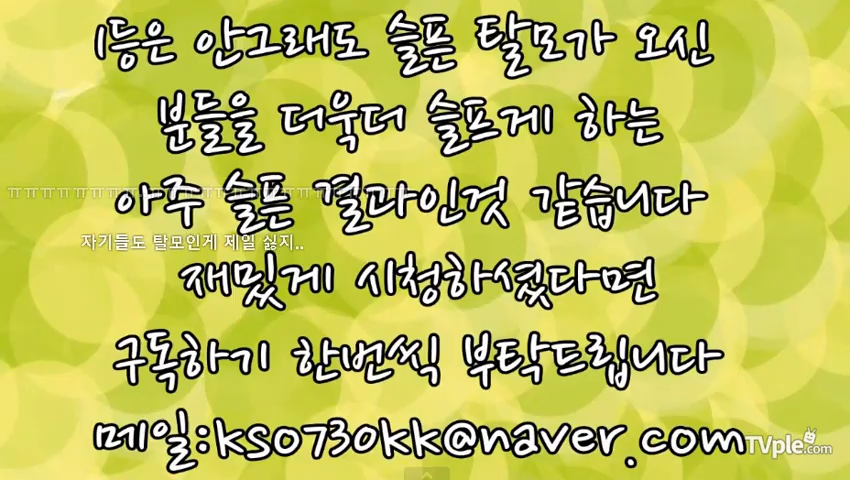 1등은 안그래도 슬픈 탈모가 오신
분들을 더욱더 슬프게 하는
ㅠㅠㅠㅠㅠㅠㅠㅠㅠㅠㅠㅠㅠㅠㅠㅠㅠㅠㅠㅠㅠㅠㅠㅠ
아주 슬픈 결과인것 같습니다
자기들도 탈모인게 제일 싫지..
재밌게 시청하셨다면
구독하기 한번씩 부탁드립니다
메일:kso730kk@naver.com
TVple.com